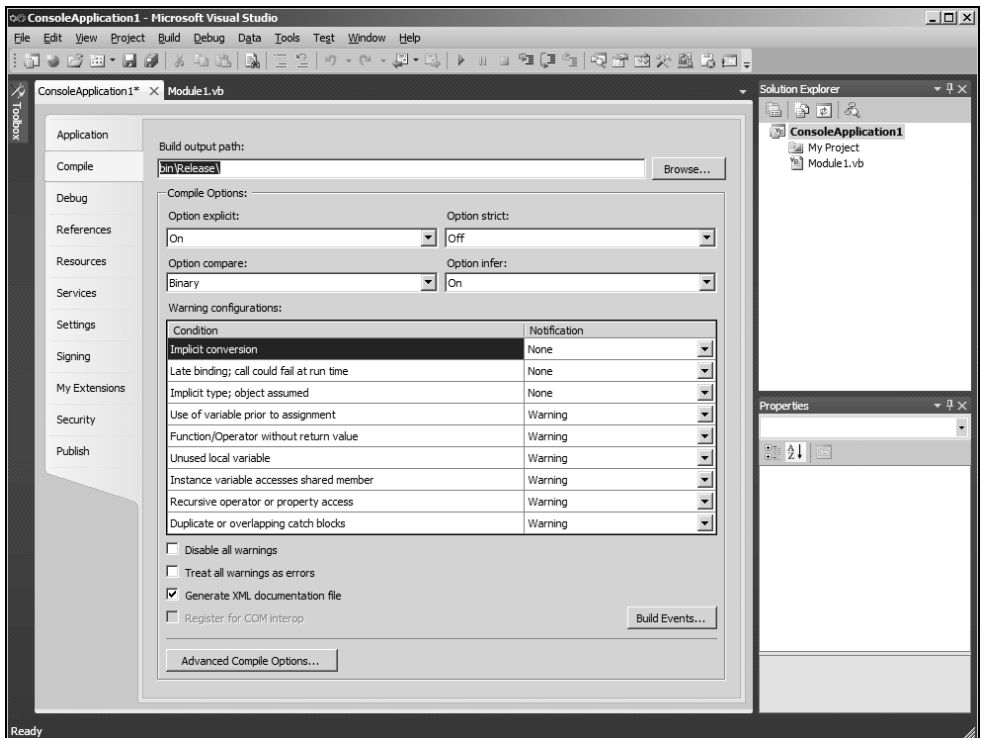 ConsoleApplication1 - Microsoft Visual Studio
File Edit View Project Build Debug Data Tools Test Window Help
Toolbox
ConsoleApplication1* Module1.vb
Application
Compile
Debug
References
Resources
Services
Settings
Signing
My Extensions
Security
Publish
Build output path:
bin\Release\ Browse...
Compile Options:
Option explicit: Option strict:
On Off
Option compare: Option infer:
Binary On
Warning configurations:
Condition Notification
Implicit conversion None
Late binding; call could fail at run time None
Implicit type; object assumed None
Use of variable prior to assignment Warning
Function/Operator without return value Warning
Unused local variable Warning
Instance variable accesses shared member Warning
Recursive operator or property access Warning
Duplicate or overlapping catch blocks Warning
Disable all warnings
Treat all warnings as errors
Generate XML documentation file
Register for COM interop Build Events...
Advanced Compile Options...
Solution Explorer
ConsoleApplication1
My Project
Module1.vb
Properties
Ready